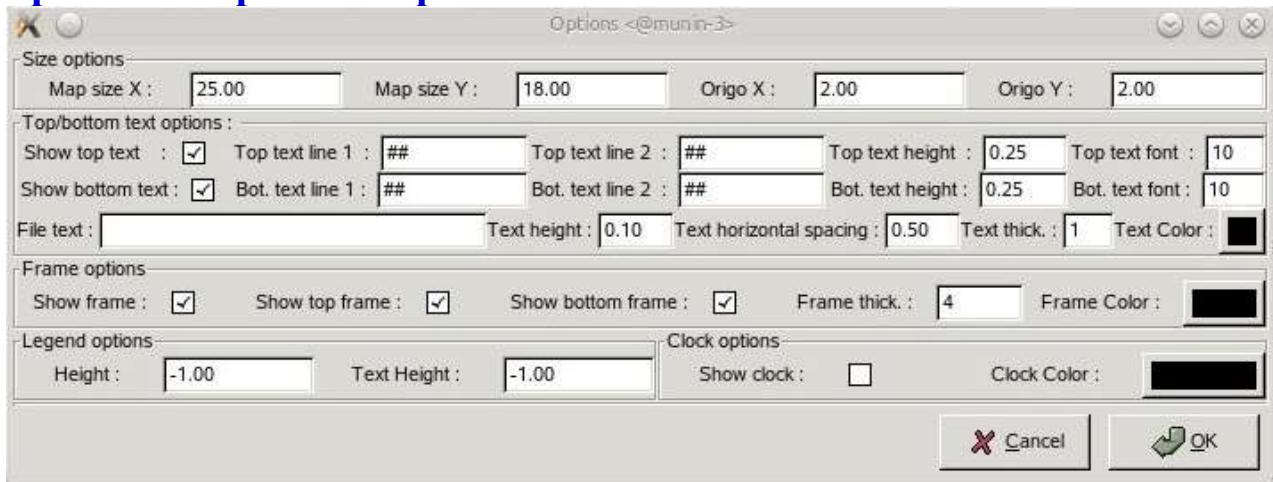 Options <@munin-3>
Size options
Map size X : 25.00 Map size Y : 18.00 Origo X : 2.00 Origo Y : 2.00
Top/bottom text options :
Show top text : Top text line 1 : ## Top text line 2 : ## Top text height : 0.25 Top text font : 10
Show bottom text : Bot. text line 1 : ## Bot. text line 2 : ## Bot. text height : 0.25 Bot. text font : 10
File text : Text height : 0.10 Text horizontal spacing : 0.50 Text thick. : 1 Text Color :
Frame options
Show frame : Show top frame : Show bottom frame : Frame thick. : 4 Frame Color :
Legend options Clock options
Height : -1.00 Text Height : -1.00 Show clock : Clock Color :
Cancel OK